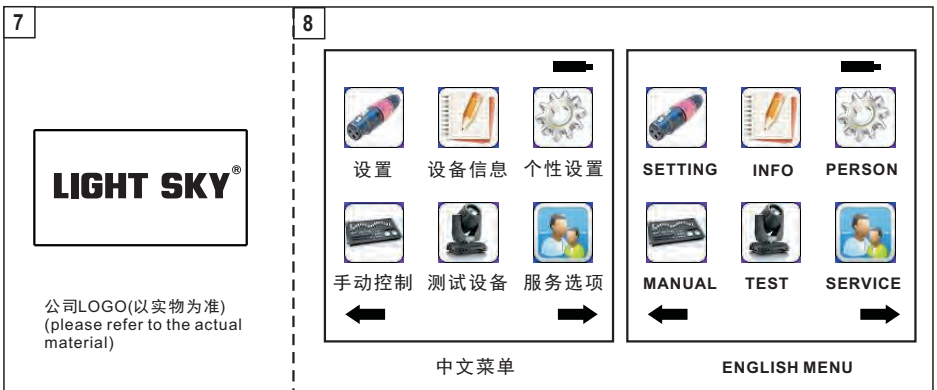 7
LIGHT SKY®
公司LOGO(以实物为准)
(please refer to the actual
material)
8
设置 设备信息 个性设置
手动控制 测试设备 服务选项
中文菜单
SETTING INFO PERSON
MANUAL TEST SERVICE
ENGLISH MENU